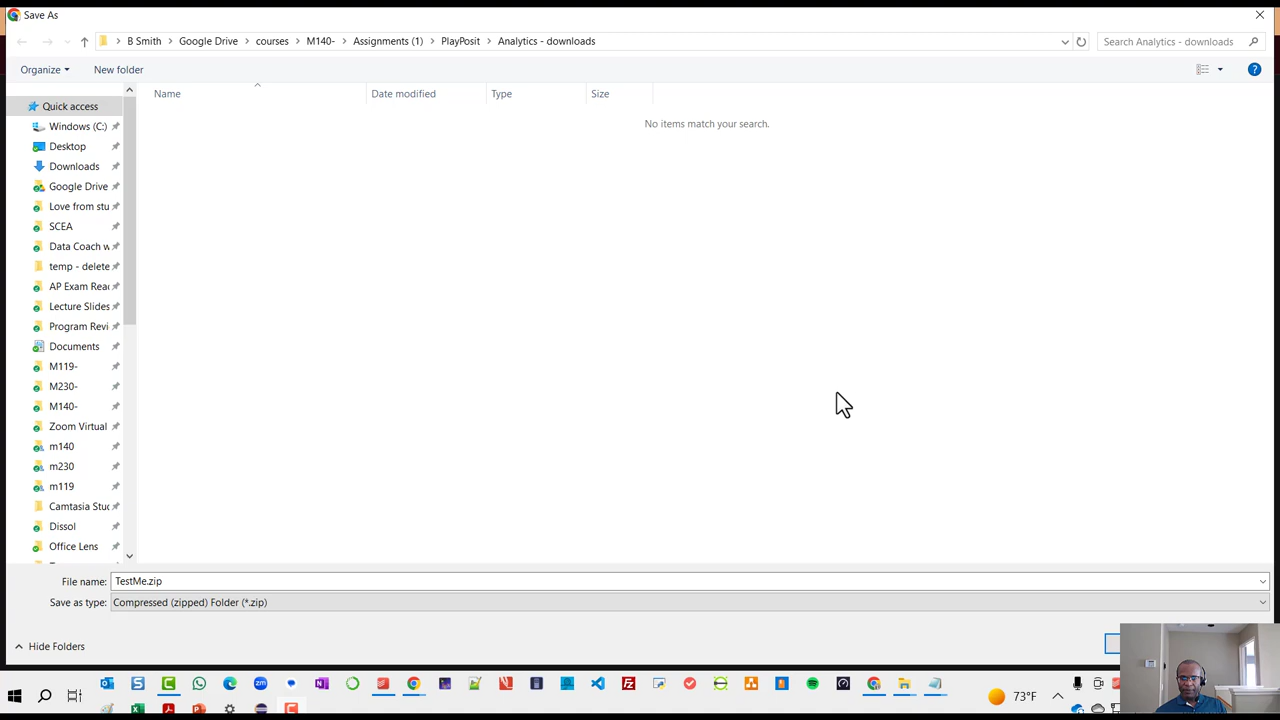 Save As
B Smith > Google Drive > courses > M140- > Assignments (1) > PlayPosit > Analytics - downloads
Search Analytics - downloads
Organize
New folder
Name
Date modified
Type
Size
No items match your search.
Quick access
Windows (C:)
Desktop
Downloads
Google Drive
Love from stu
SCEA
Data Coach w
temp - delete
AP Exam Rea
Lecture Slides
Program Revi
Documents
M119-
M230-
M140-
Zoom Virtual
m140
m230
m119
Camtasia Stu
Dissol
Office Lens
File name: TestMe.zip
Save as type: Compressed (zipped) Folder (*.zip)
Hide Folders
73°F